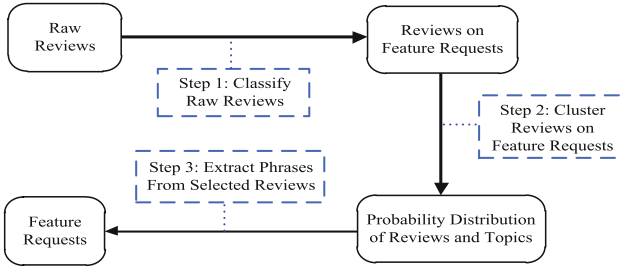 Raw
Reviews
Reviews on
Feature Requests
Step 1: Classify
Raw Reviews
Step 2: Cluster
Reviews on
Feature Requests
Step 3: Extract Phrases
From Selected Reviews
Probability Distribution
of Reviews and Topics
Feature
Requests